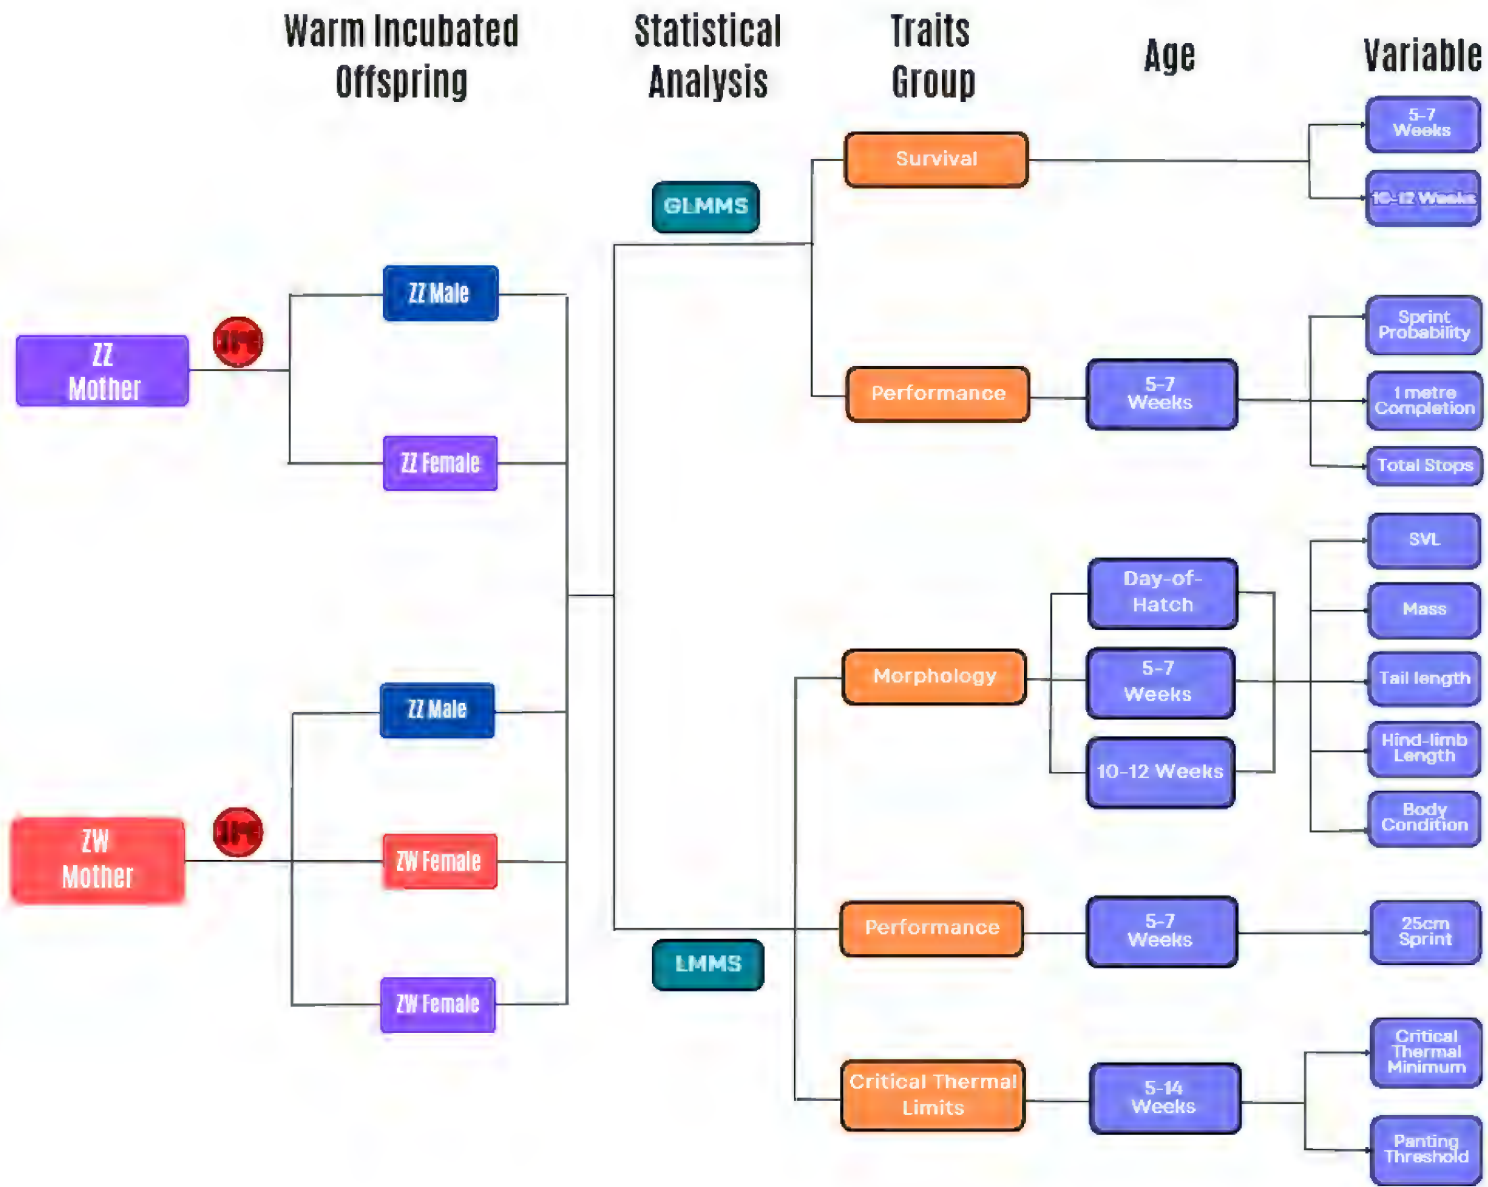 Warm Incubated
Offspring
Statistical
Analysis
Traits
Group
Age
Variable
ZZ
Mother
ZZ Male
ZZ Female
ZW
Mother
ZZ Male
ZW Female
ZW Female
GLMMS
LMMS
Survival
5-7
Weeks
10-12 Weeks
Performance
5-7
Weeks
Sprint
Probability
1 metre
Completion
Total Stops
Morphology
Day-of-
Hatch
5-7
Weeks
10-12 Weeks
SVL
Mass
Tail length
Hind-limb
Length
Body
Condition
Performance
5-7
Weeks
25cm
Sprint
Critical Thermal
Limits
5-14
Weeks
Critical
Thermal
Minimum
Panting
Threshold